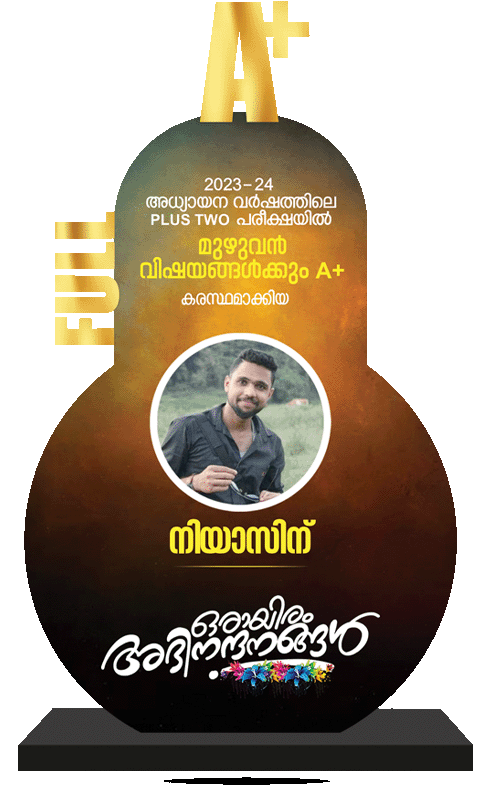 A+
FULL
2023-24
അധ്യായന വർഷത്തിലെ
PLUS TWO പരീക്ഷയിൽ
മുഴുവൻ
വിഷയങ്ങൾക്കും A+
കരസ്ഥമാക്കിയ
നിയാസിന്
ഒരായിരം
അഭിനന്ദനങ്ങൾ